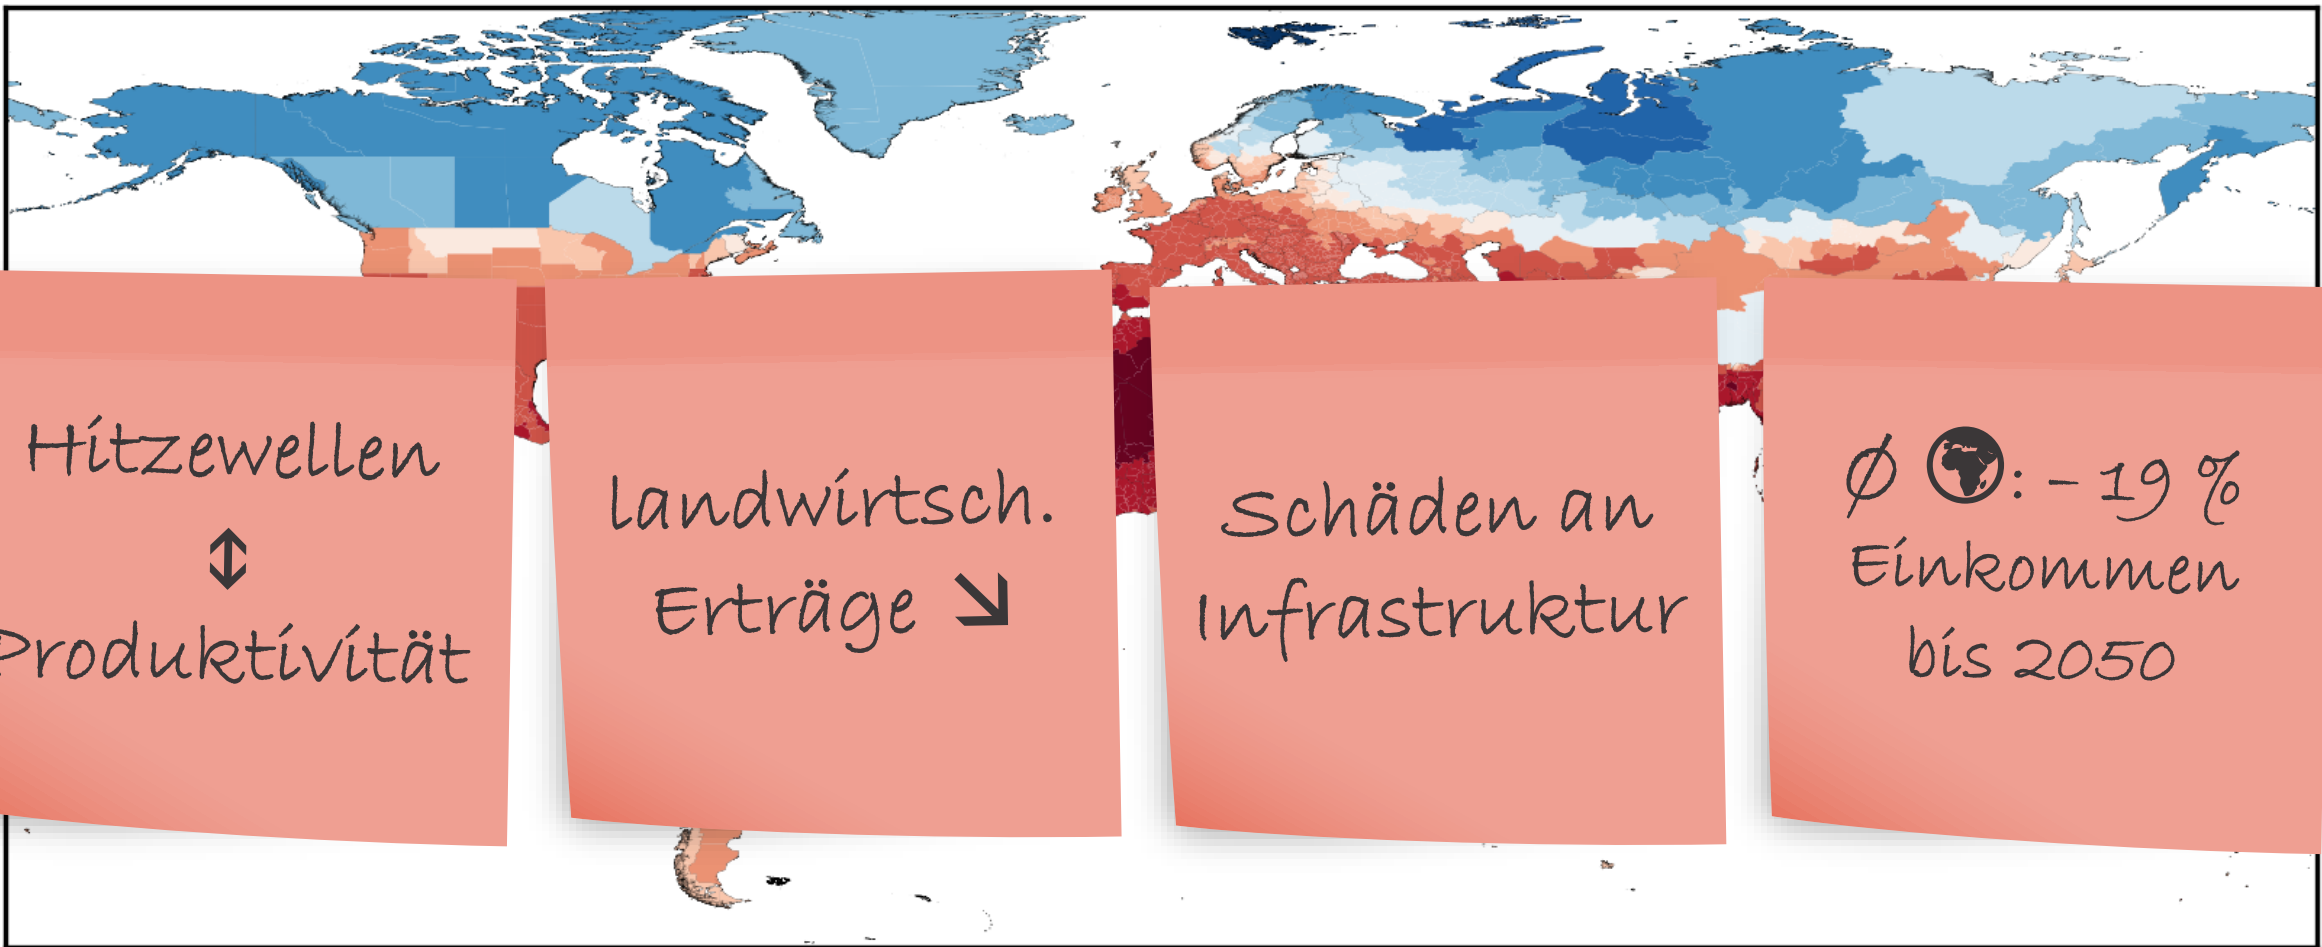 Hitzewellen
↕
Produktivität
landwirtsch.
Erträge ↘
Schäden an
Infrastruktur
Ø 🌍: – 19 %
Einkommen
bis 2050